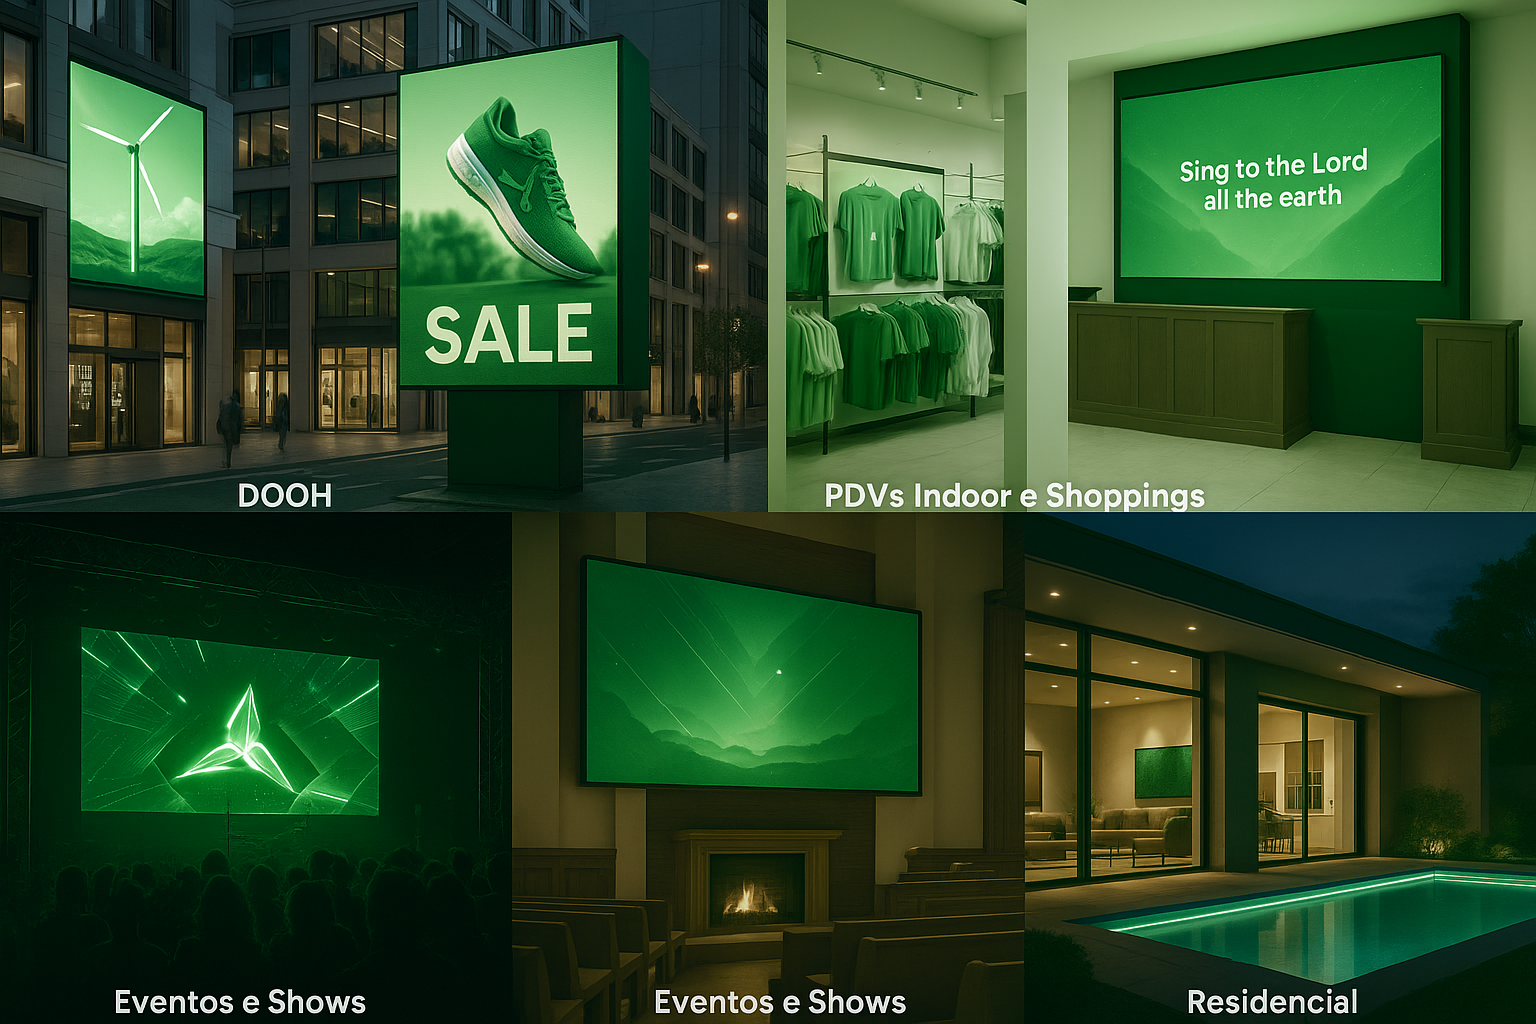 SALE
DOOH
Sing to the Lord
all the earth
PDVs Indoor e Shoppings
Eventos e Shows
Eventos e Shows
Residencial